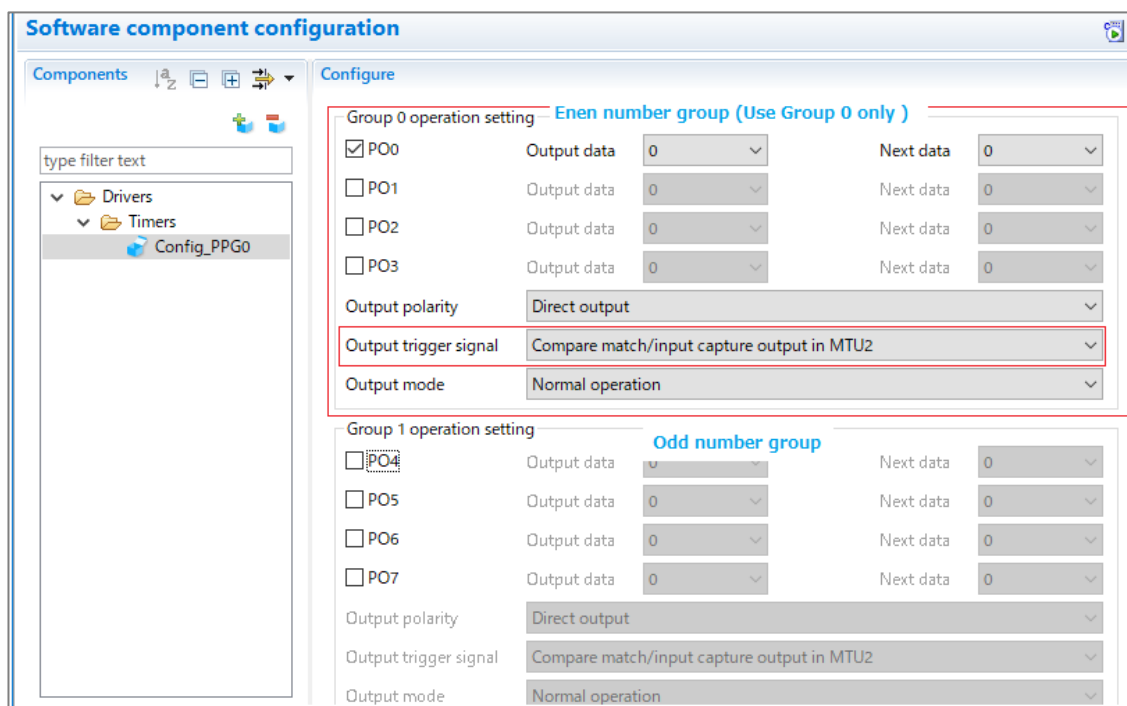 Software component configuration
Components
Configure
type filter text
Drivers
Timers
Config_PPG0
Group 0 operation setting Enen number group (Use Group 0 only )
PO0 Output data 0 Next data 0
PO1 Output data 0 Next data 0
PO2 Output data 0 Next data 0
PO3 Output data 0 Next data 0
Output polarity Direct output
Output trigger signal Compare match/input capture output in MTU2
Output mode Normal operation
Group 1 operation setting Odd number group
PO4 Output data 0 Next data 0
PO5 Output data 0 Next data 0
PO6 Output data 0 Next data 0
PO7 Output data 0 Next data 0
Output polarity Direct output
Output trigger signal Compare match/input capture output in MTU2
Output mode Normal operation